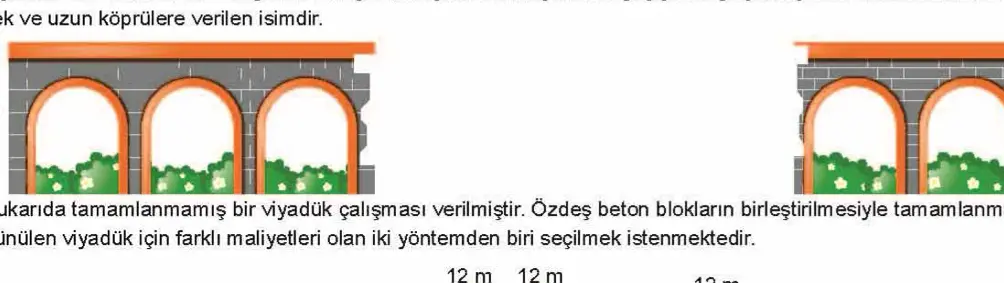 ek ve uzun köprülere verilen isimdir.
ukarıda tamamlanmamış bir viyadük çalışması verilmiştir. Özdeş beton blokların birleştirilmesiyle tamamlanm
ünülen viyadük için farklı maliyetleri olan iki yöntemden biri seçilmek istenmektedir.
12 m 12 m 12 m